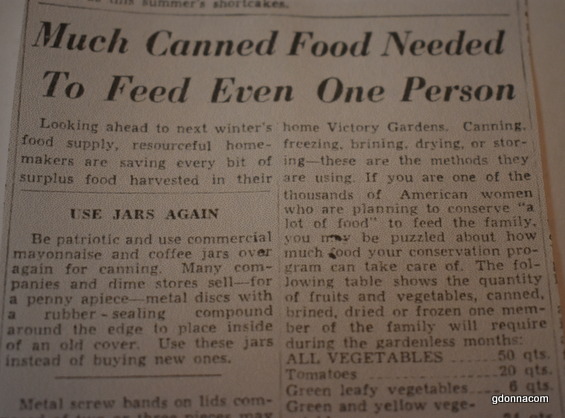 this summer's shortcakes.
Much Canned Food Needed
To Feed Even One Person
Looking ahead to next winter's
food supply, resourceful home-
makers are saving every bit of
surplus food harvested in their
USE JARS AGAIN
Be patriotic and use commercial
mayonnaise and coffee jars over
again for canning. Many com-
panies and dime stores sell—for
a penny apiece—metal discs with
a rubber-sealing compound
around the edge to place inside
of an old cover. Use these jars
instead of buying new ones.
Metal screw bands on lids com-
home Victory Gardens. Canning,
freezing, brining, drying, or stor-
ing—these are the methods they
are using. If you are one of the
thousands of American women
who are planning to conserve "a
lot of food" to feed the family,
you may be puzzled about how
much food your conservation pro-
gram can take care of. The fol-
lowing table shows the quantity
of fruits and vegetables, canned,
brined, dried or frozen one mem-
ber of the family will require
during the gardenless months:
ALL VEGETABLES 50 qts.
Tomatoes 20 qts.
Green leafy vegetables 6 qts.
Green and yellow vege-
gdonnacom